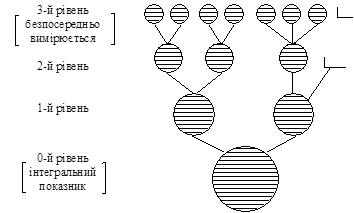 3-й рівень
безпосередньо
вимірюється
2-й рівень
1-й рівень
0-й рівень
інтегральний
показник